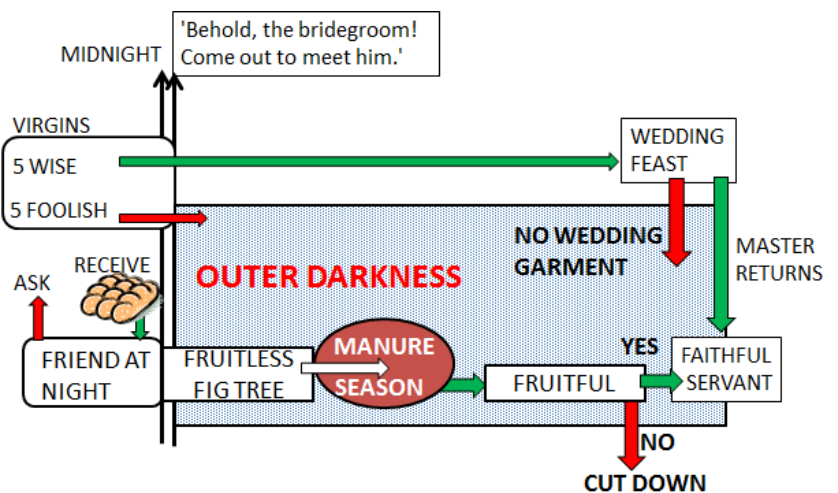 'Behold, the bridegroom!
Come out to meet him.'
MIDNIGHT
VIRGINS
5 WISE
5 FOOLISH
WEDDING
FEAST
NO WEDDING
GARMENT
MASTER
RETURNS
OUTER DARKNESS
RECEIVE
ASK
FRIEND AT
NIGHT
FRUITLESS
FIG TREE
MANURE
SEASON
FRUITFUL
YES
FAITHFUL
SERVANT
NO
CUT DOWN